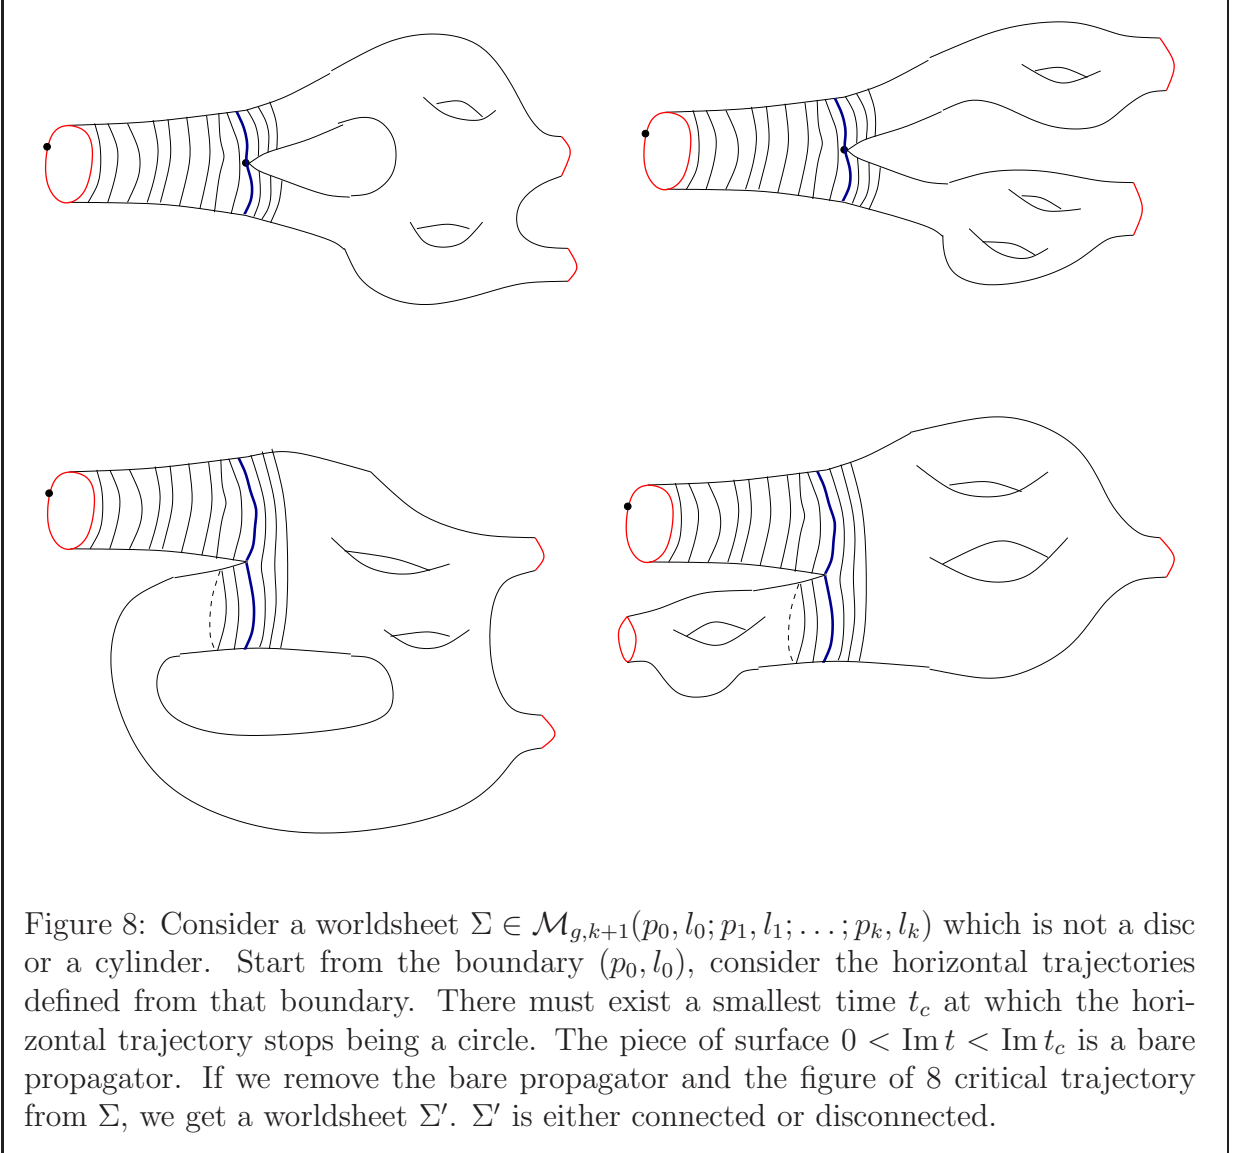 Figure 8: Consider a worldsheet Σ ∈ ℳ_{g,k+1}(p_0, l_0; p_1, l_1; . . . ; p_k, l_k) which is not a disc
or a cylinder. Start from the boundary (p_0, l_0), consider the horizontal trajectories
defined from that boundary. There must exist a smallest time t_c at which the hori-
zontal trajectory stops being a circle. The piece of surface 0 < Im t < Im t_c is a bare
propagator. If we remove the bare propagator and the figure of 8 critical trajectory
from Σ, we get a worldsheet Σ′. Σ′ is either connected or disconnected.